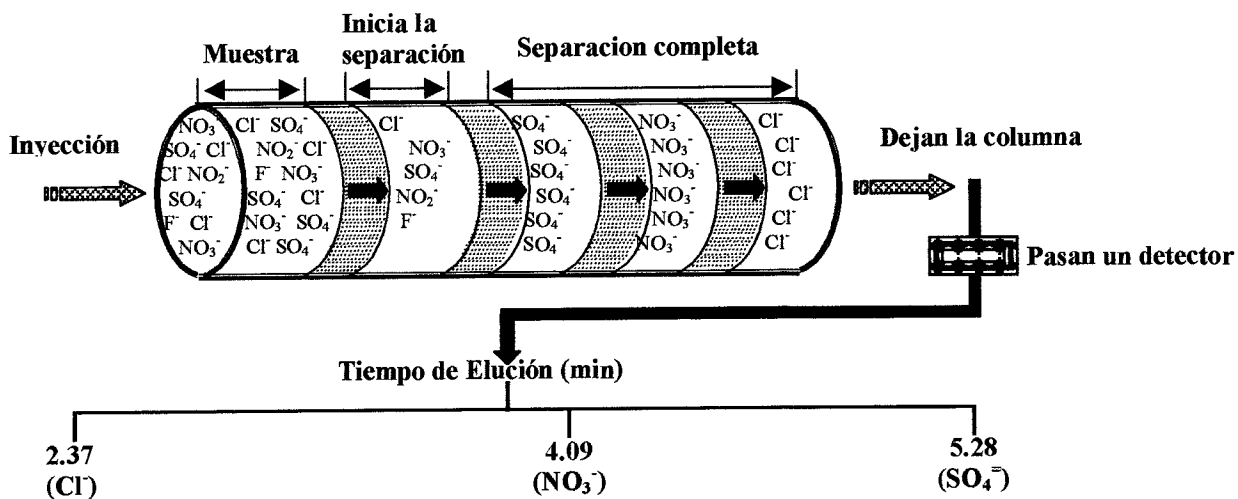 Inicia la
separación
Muestra
Separacion completa
Inyección
NO₃ Cl⁻ SO₄⁻
SO₄⁻ Cl⁻ NO₂⁻ Cl⁻
Cl⁻ NO₂⁻ F⁻ NO₃⁻
SO₄⁻ SO₄⁻ Cl⁻
F⁻ Cl⁻ NO₃⁻ SO₄⁻
NO₃⁻ Cl⁻ SO₄⁻
Cl⁻
NO₃⁻
SO₄⁻
NO₂⁻
F⁻
SO₄⁻
SO₄⁻
SO₄⁻
SO₄⁻
SO₄⁻
SO₄⁻
NO₃⁻
NO₃⁻
NO₃⁻
NO₃⁻
NO₃⁻
NO₃⁻
Cl⁻
Cl⁻
Cl⁻
Cl⁻
Cl⁻
Cl⁻
Dejan la columna
Pasan un detector
Tiempo de Elución (min)
2.37
(Cl⁻)
4.09
(NO₃⁻)
5.28
(SO₄⁼)